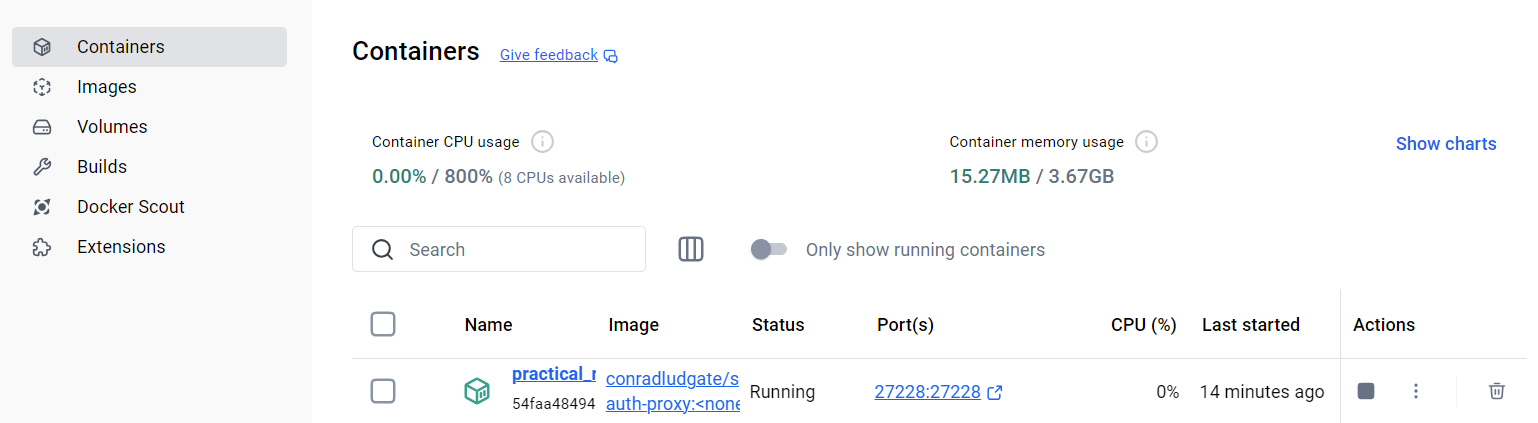 Containers
Images
Volumes
Builds
Docker Scout
Extensions
Containers Give feedback
Container CPU usage
0.00% / 800% (8 CPUs available)
Container memory usage
15.27MB / 3.67GB
Show charts
Search
Only show running containers
Name Image Status Port(s) CPU (%) Last started Actions
practical_r
54faa48494
conradludgate/s
auth-proxy:<none
Running 27228:27228 0% 14 minutes ago